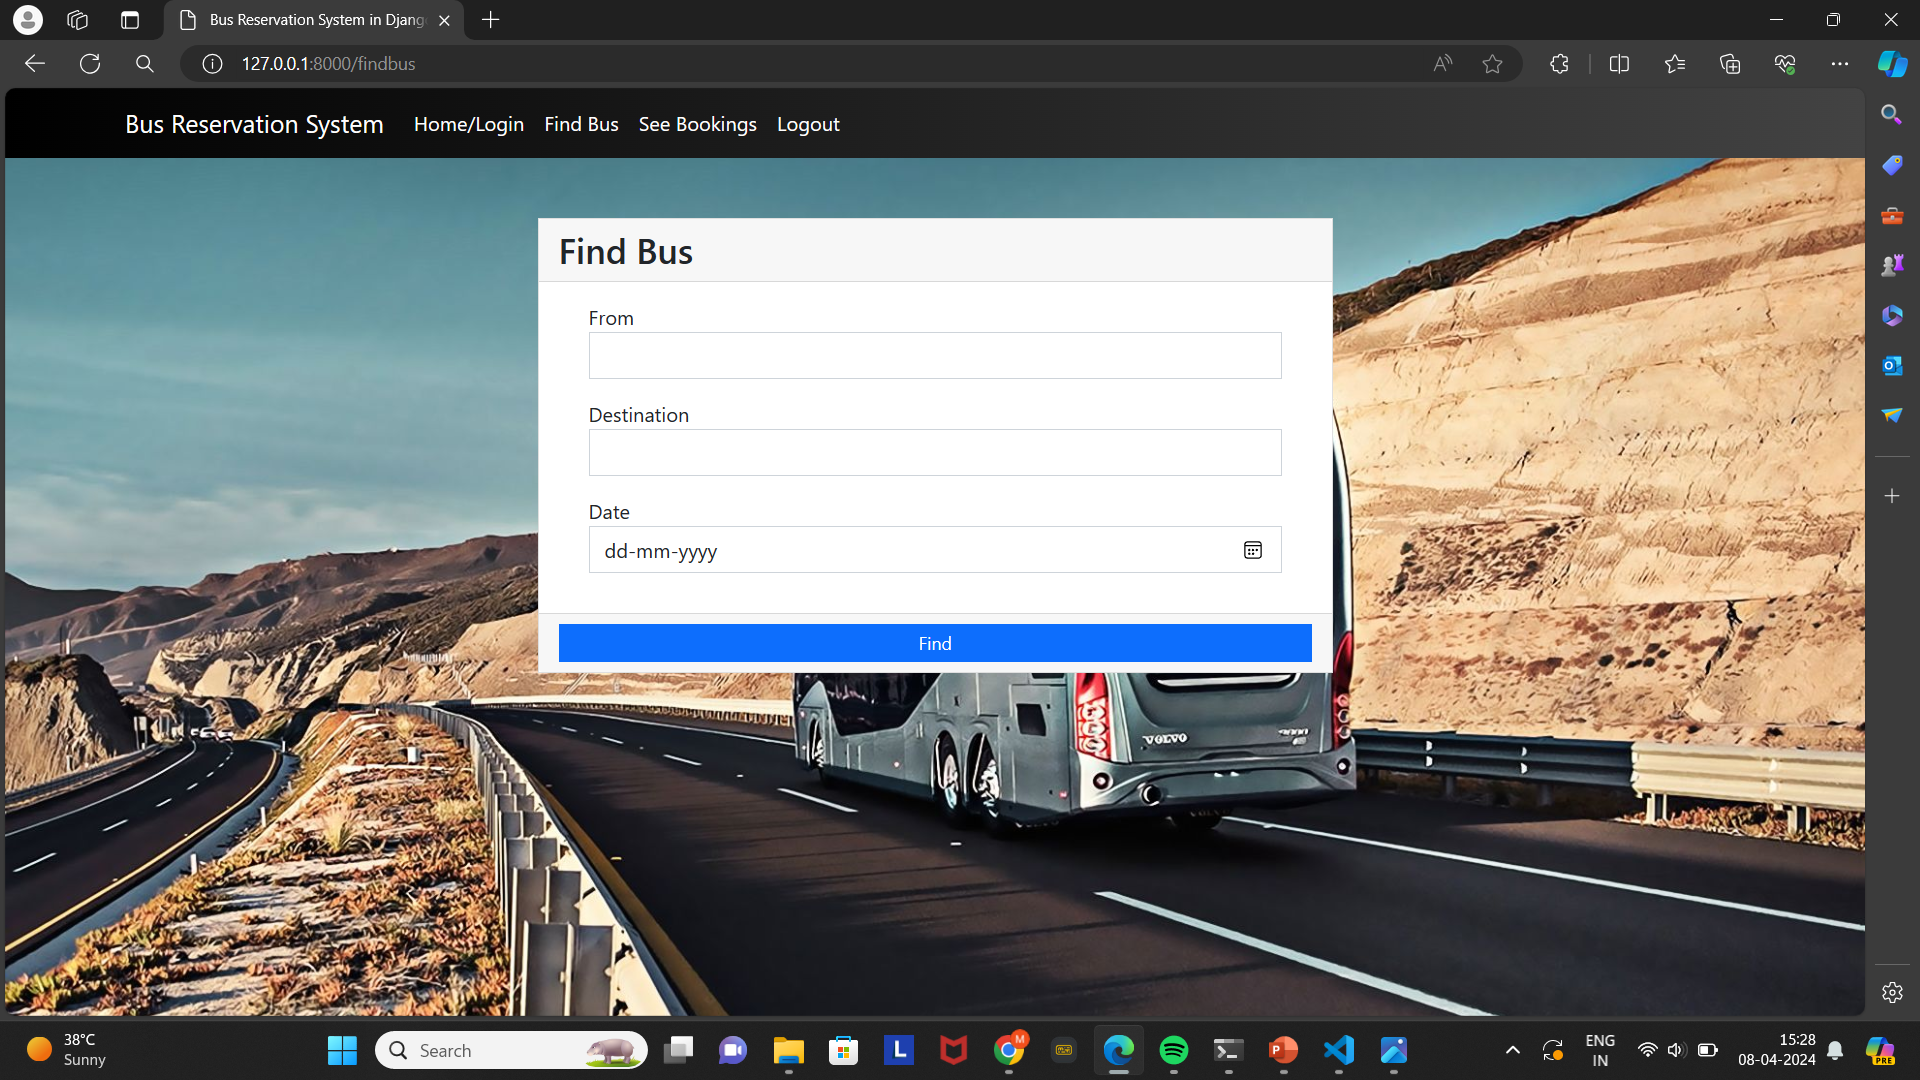 Bus Reservation System in Djang
127.0.0.1:8000/findbus
Bus Reservation System Home/Login Find Bus See Bookings Logout
Find Bus
From
Destination
Date
dd-mm-yyyy
Find
VOLVO
38°C
Sunny
Search
L
M
P
PRE
ENG
IN
15:28
08-04-2024